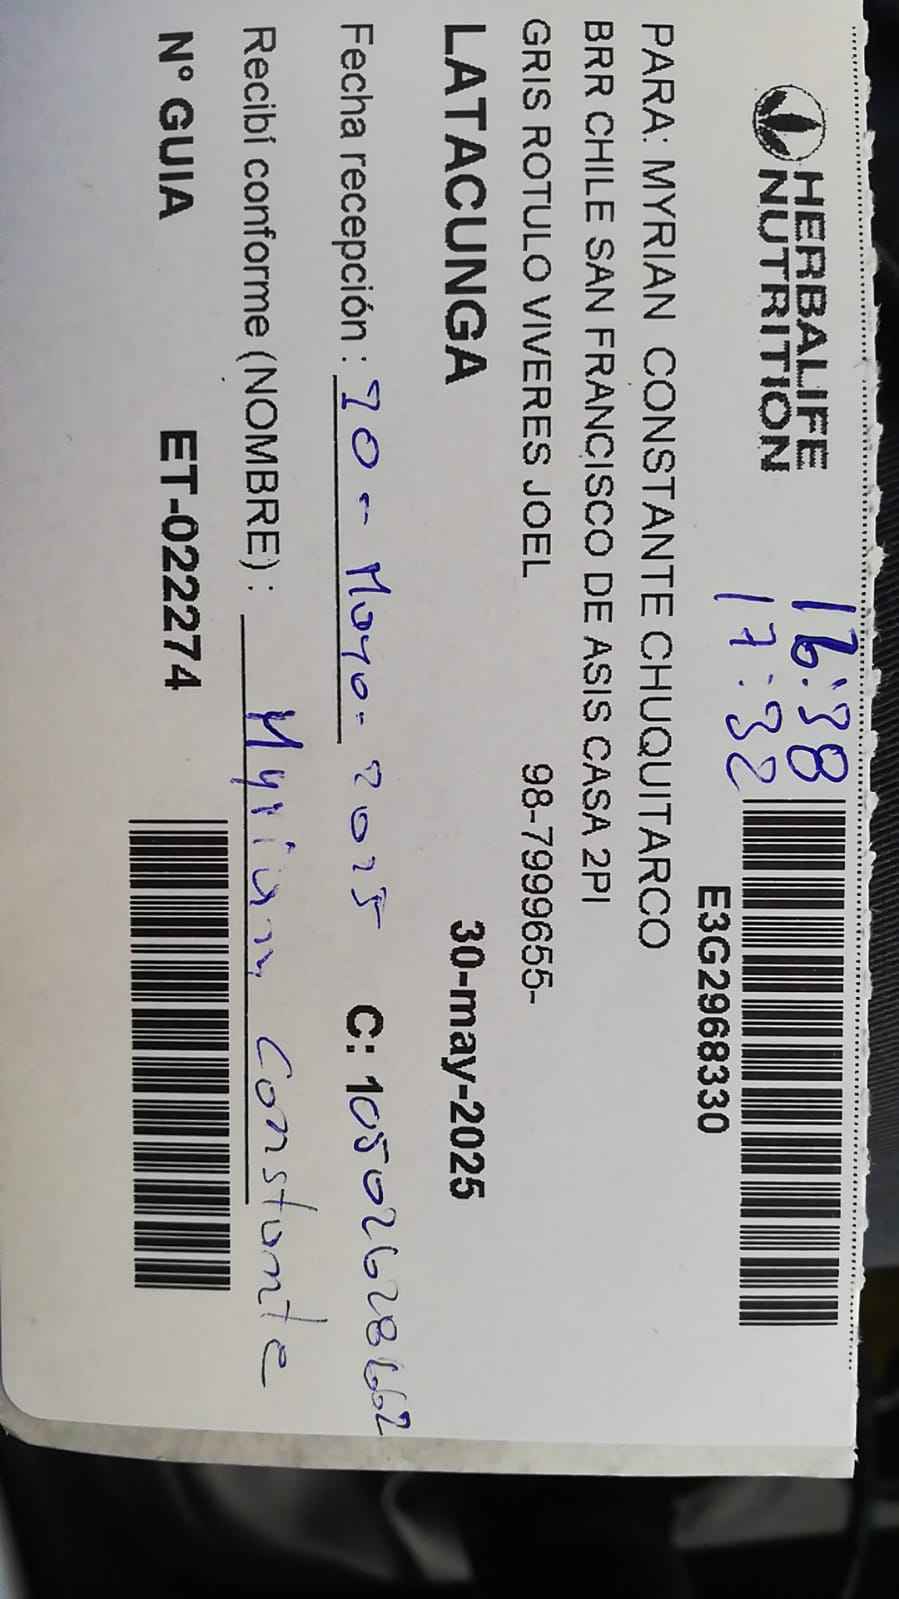 HERBALIFE
NUTRITION
16:38
17:32
E3G2968330
PARA: MYRIAN CONSTANTE CHUQUITARCO
BRR CHILE SAN FRANCISCO DE ASIS CASA 2PI
GRIS ROTULO VIVERES JOEL 98-7999655-
LATACUNGA 30-may-2025
Fecha recepción: 30-Mayo-2025 C:
Recibí conforme (NOMBRE): Myriam Constante
N° GUIA ET-022274